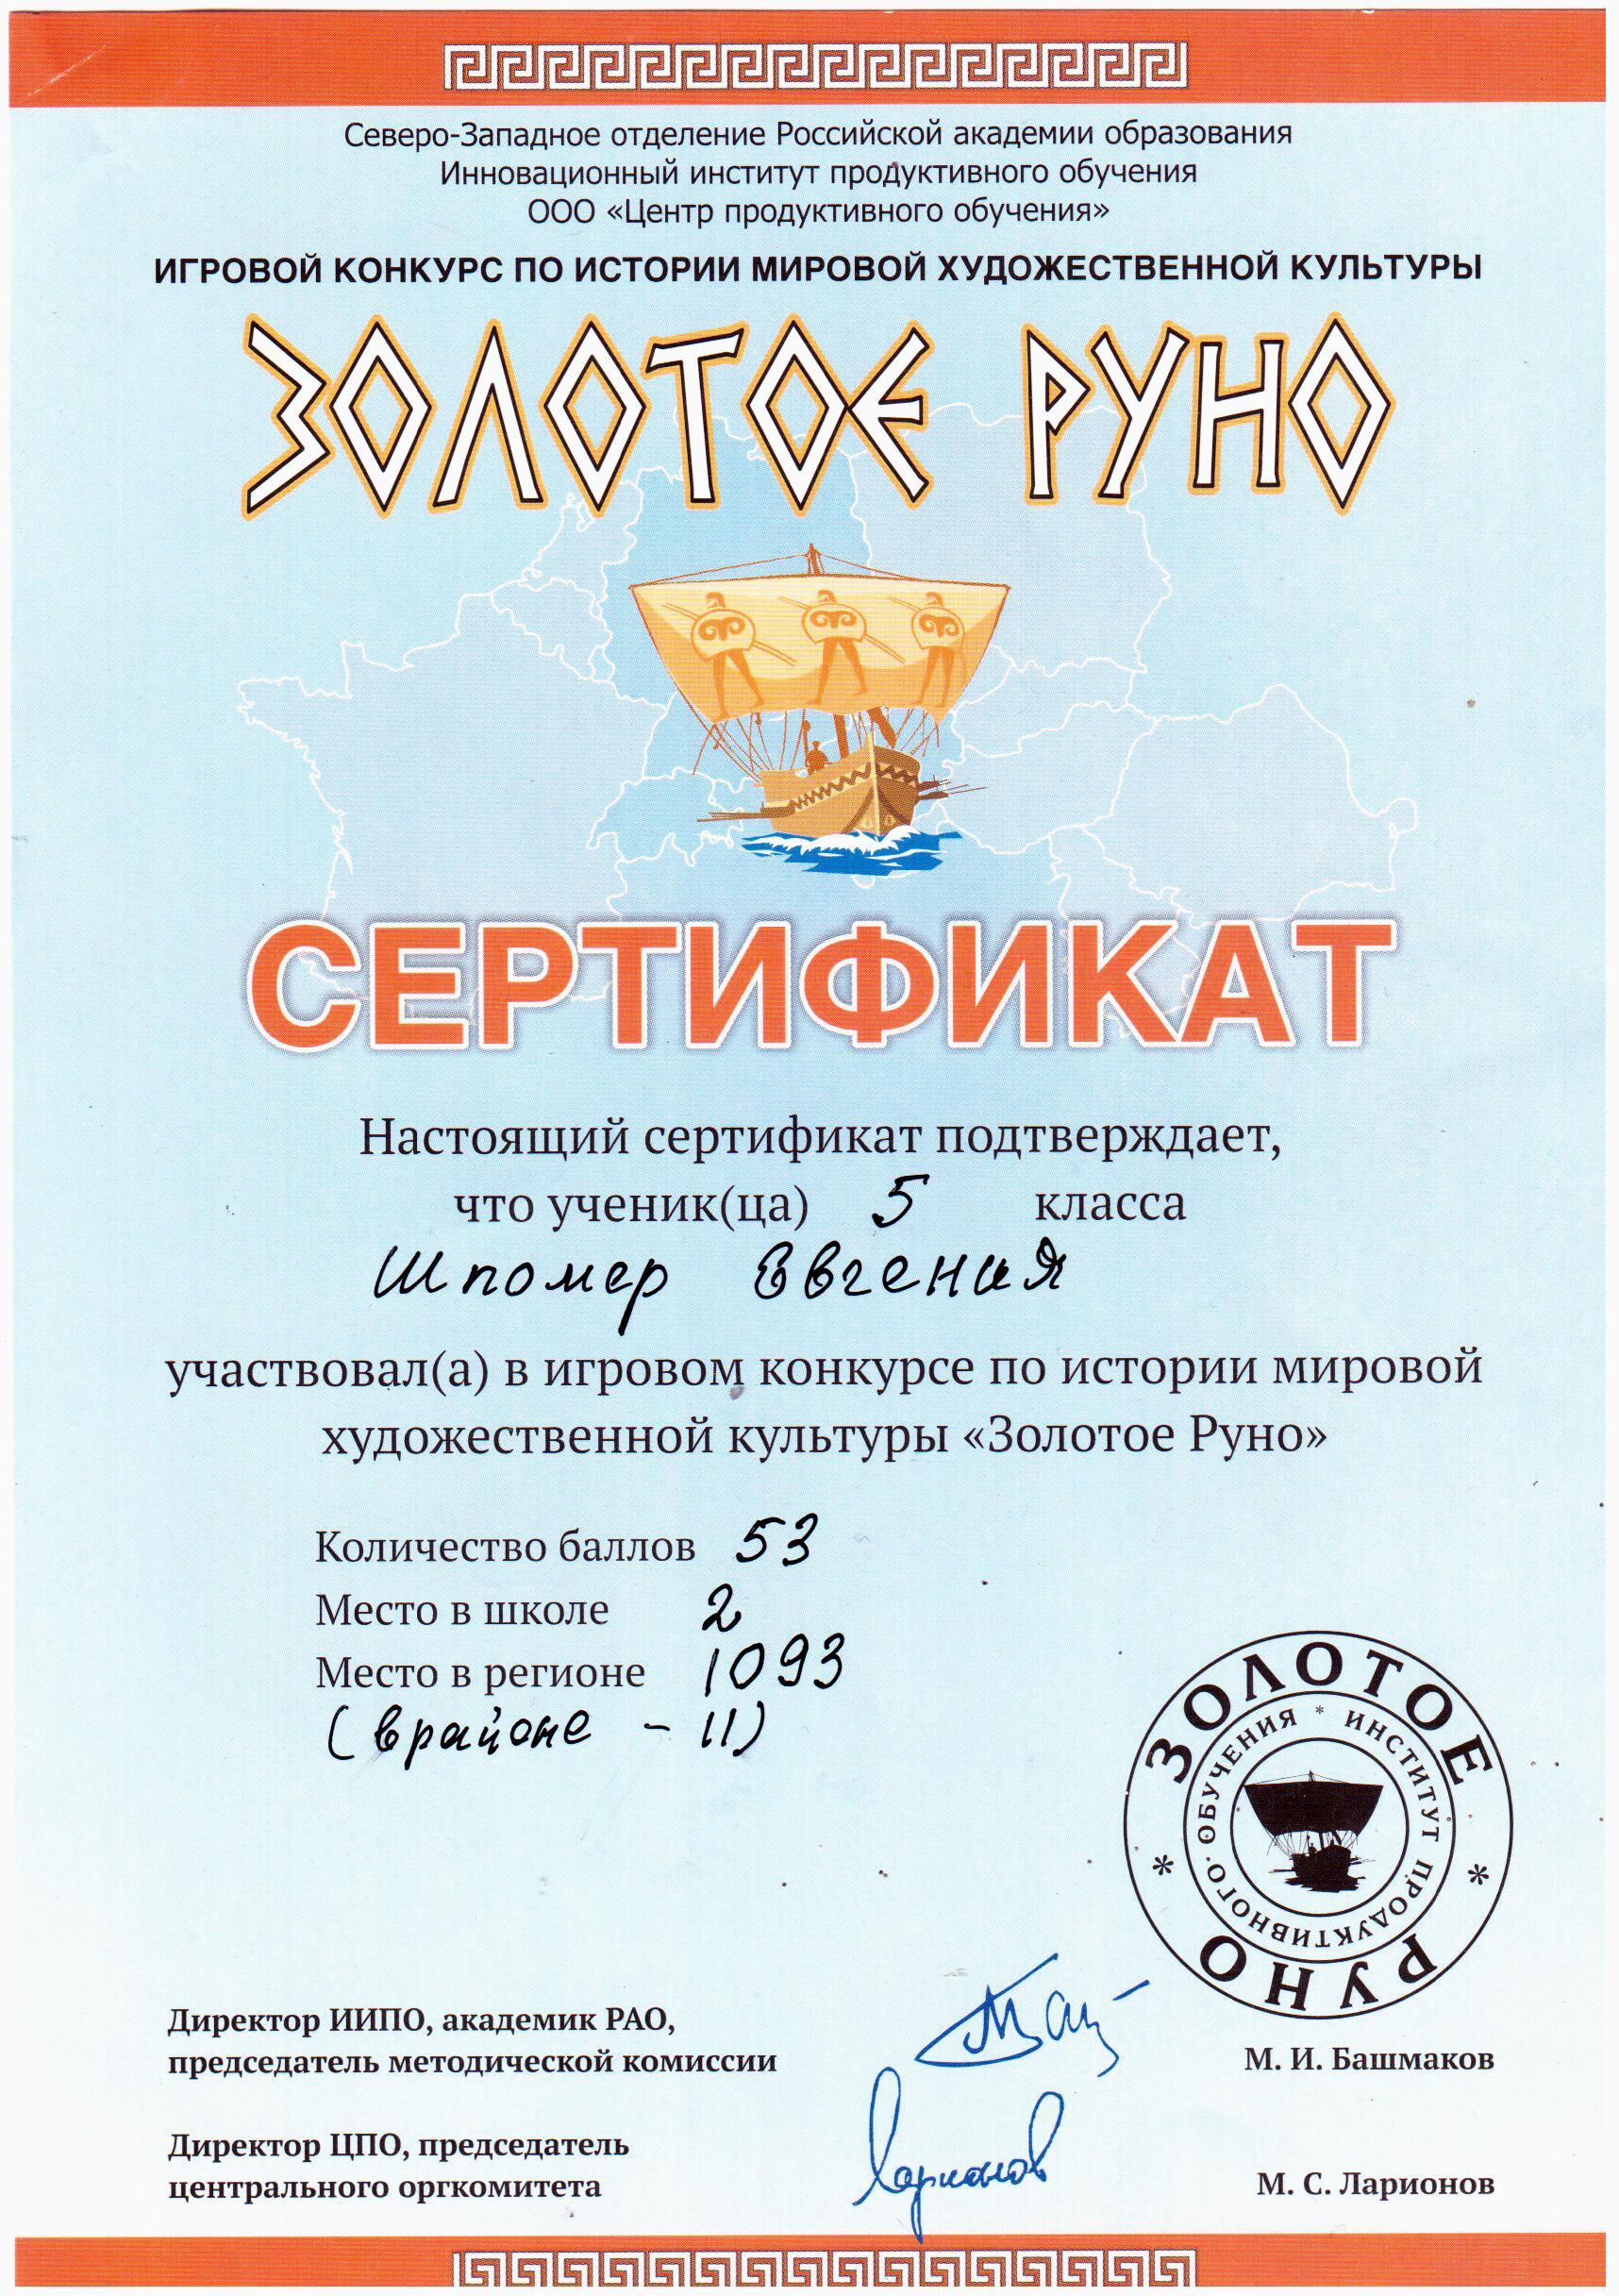 Северо-Западное отделение Российской академии образования
Инновационный институт продуктивного обучения
ООО «Центр продуктивного обучения»
ИГРОВОЙ КОНКУРС ПО ИСТОРИИ МИРОВОЙ ХУДОЖЕСТВЕННОЙ КУЛЬТУРЫ
ЗОЛОТОЕ РУНО
СЕРТИФИКАТ
Настоящий сертификат подтверждает,
что ученик(ца) 5 класса
Шпомер Евгения
участвовал(а) в игровом конкурсе по истории мировой
художественной культуры «Золотое Руно»
Количество баллов 53
Место в школе 2
Место в регионе 1093
(в районе - 11)
ЗОЛОТОЕ * РУНО *
ИНСТИТУТ ПРОДУКТИВНОГО ОБУЧЕНИЯ *
Директор ИИПО, академик РАО,
председатель методической комиссии
М. И. Башмаков
Директор ЦПО, председатель
центрального оргкомитета
Ларионов
М. С. Ларионов